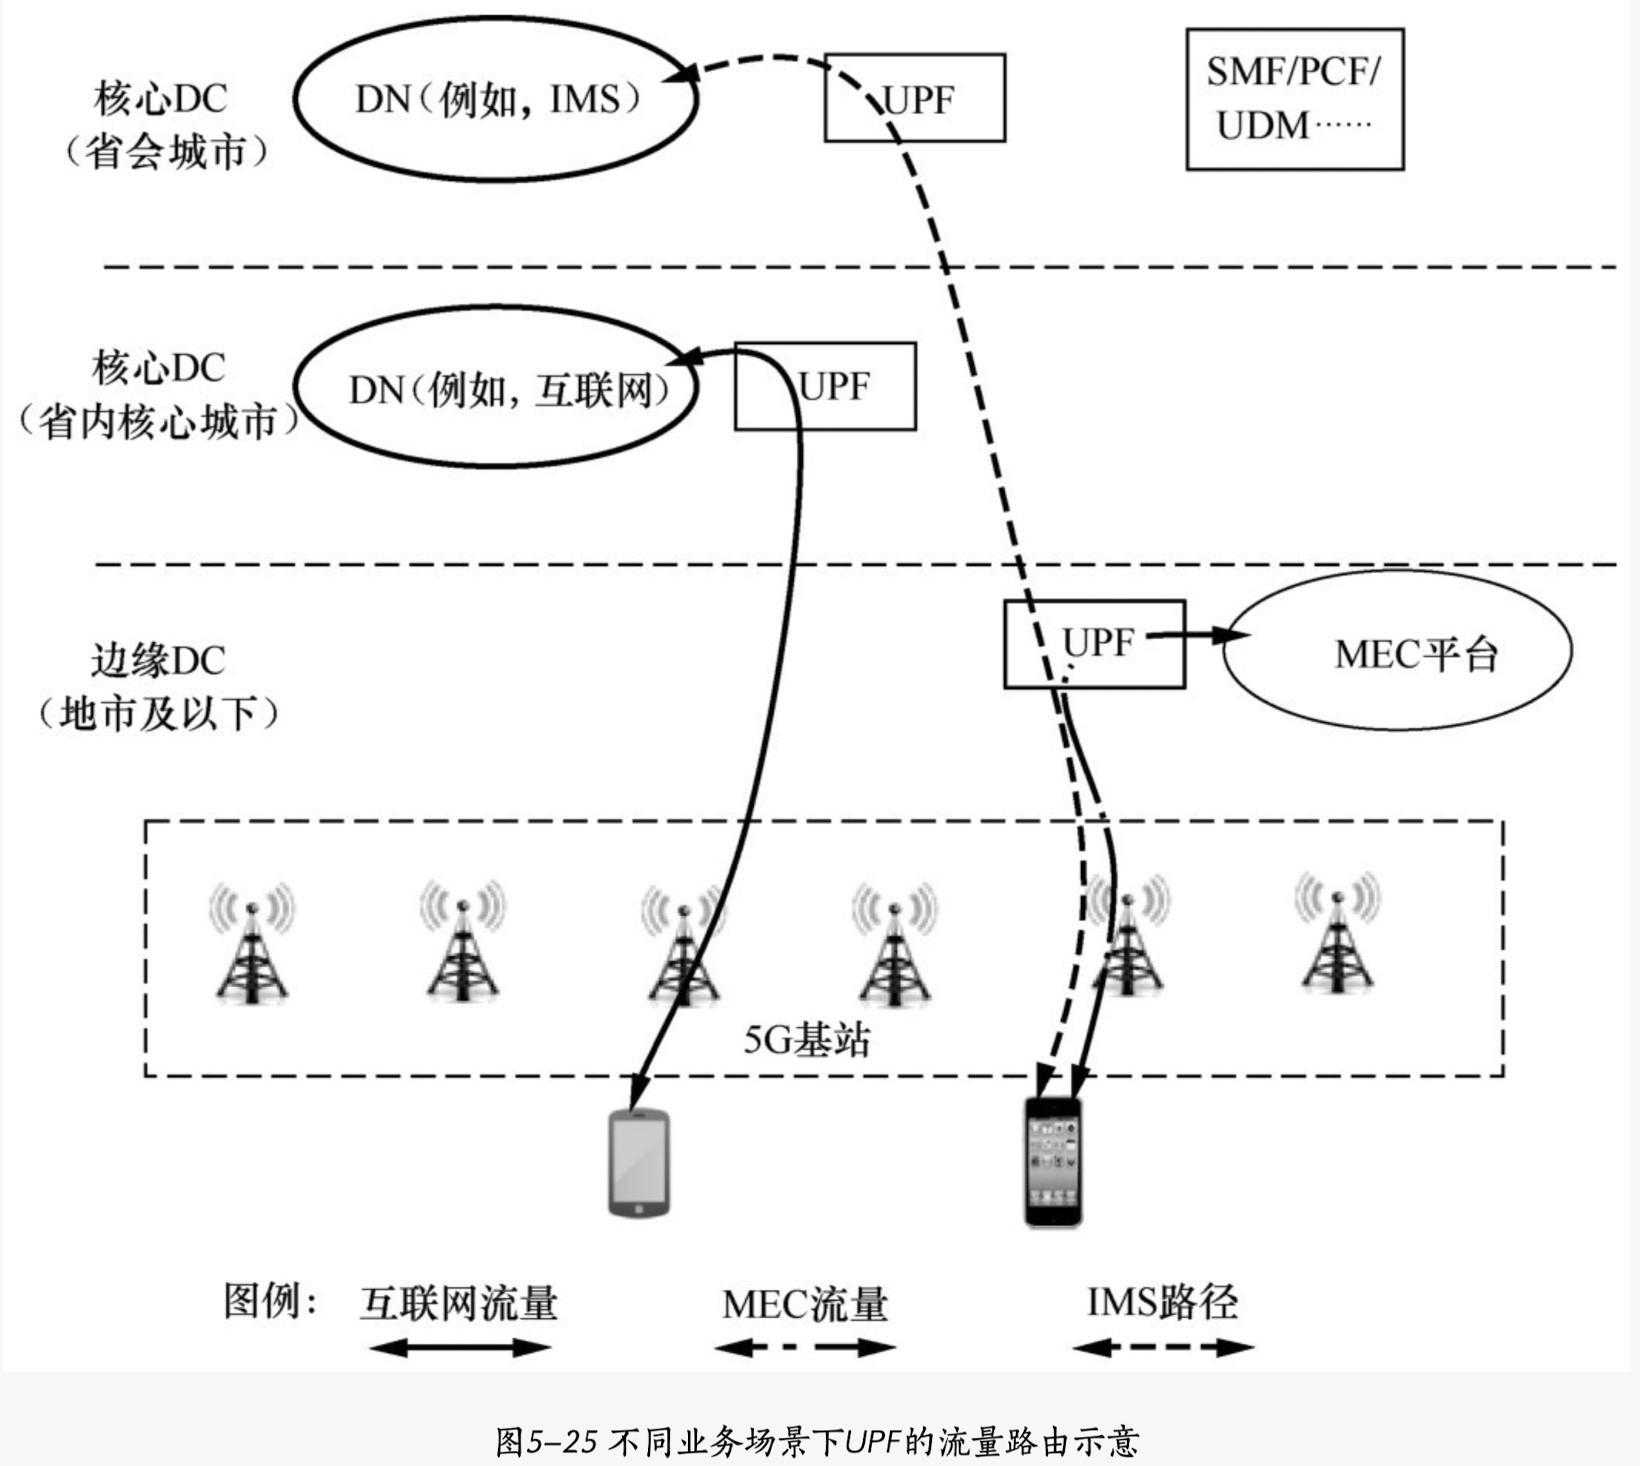 核心DC
（省会城市）
DN（例如，IMS）
UPF
SMF/PCF/
UDM……
核心DC
（省内核心城市）
DN（例如，互联网）
UPF
边缘DC
（地市及以下）
UPF
MEC平台
5G基站
图例：
互联网流量
MEC流量
IMS路径
图5-25 不同业务场景下UPF的流量路由示意